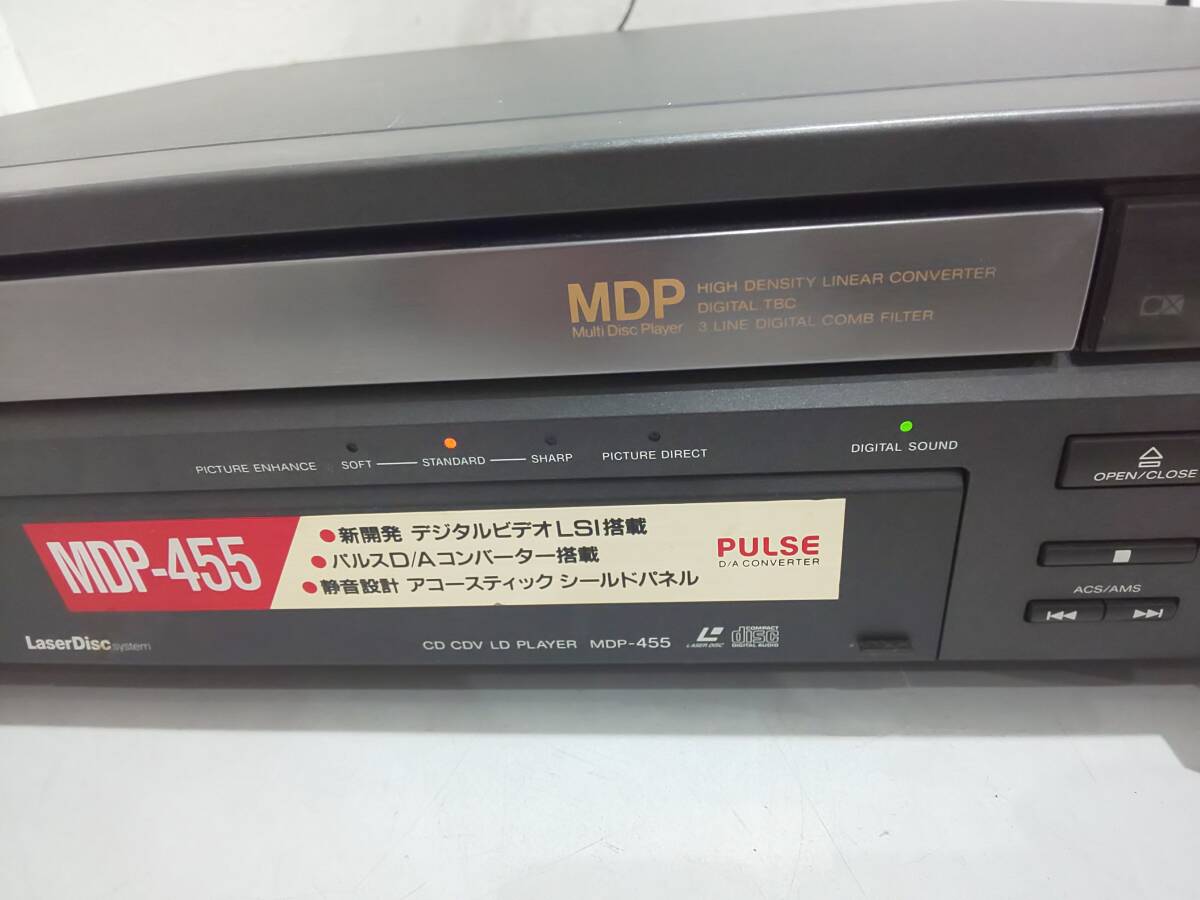 MDP
Multi Disc Player
HIGH DENSITY LINEAR CONVERTER
DIGITAL TBC
3 LINE DIGITAL COMB FILTER
CX
PICTURE ENHANCE SOFT STANDARD SHARP PICTURE DIRECT
DIGITAL SOUND
OPEN/CLOSE
ACS/AMS
MDP-455
●新開発 デジタルビデオLSI搭載
●パルスD/Aコンバーター搭載
●静音設計 アコースティック シールドパネル
PULSE
D/A CONVERTER
LaserDisc system
CD CDV LD PLAYER MDP-455
LASER DISC
COMPACT
disc
DIGITAL AUDIO